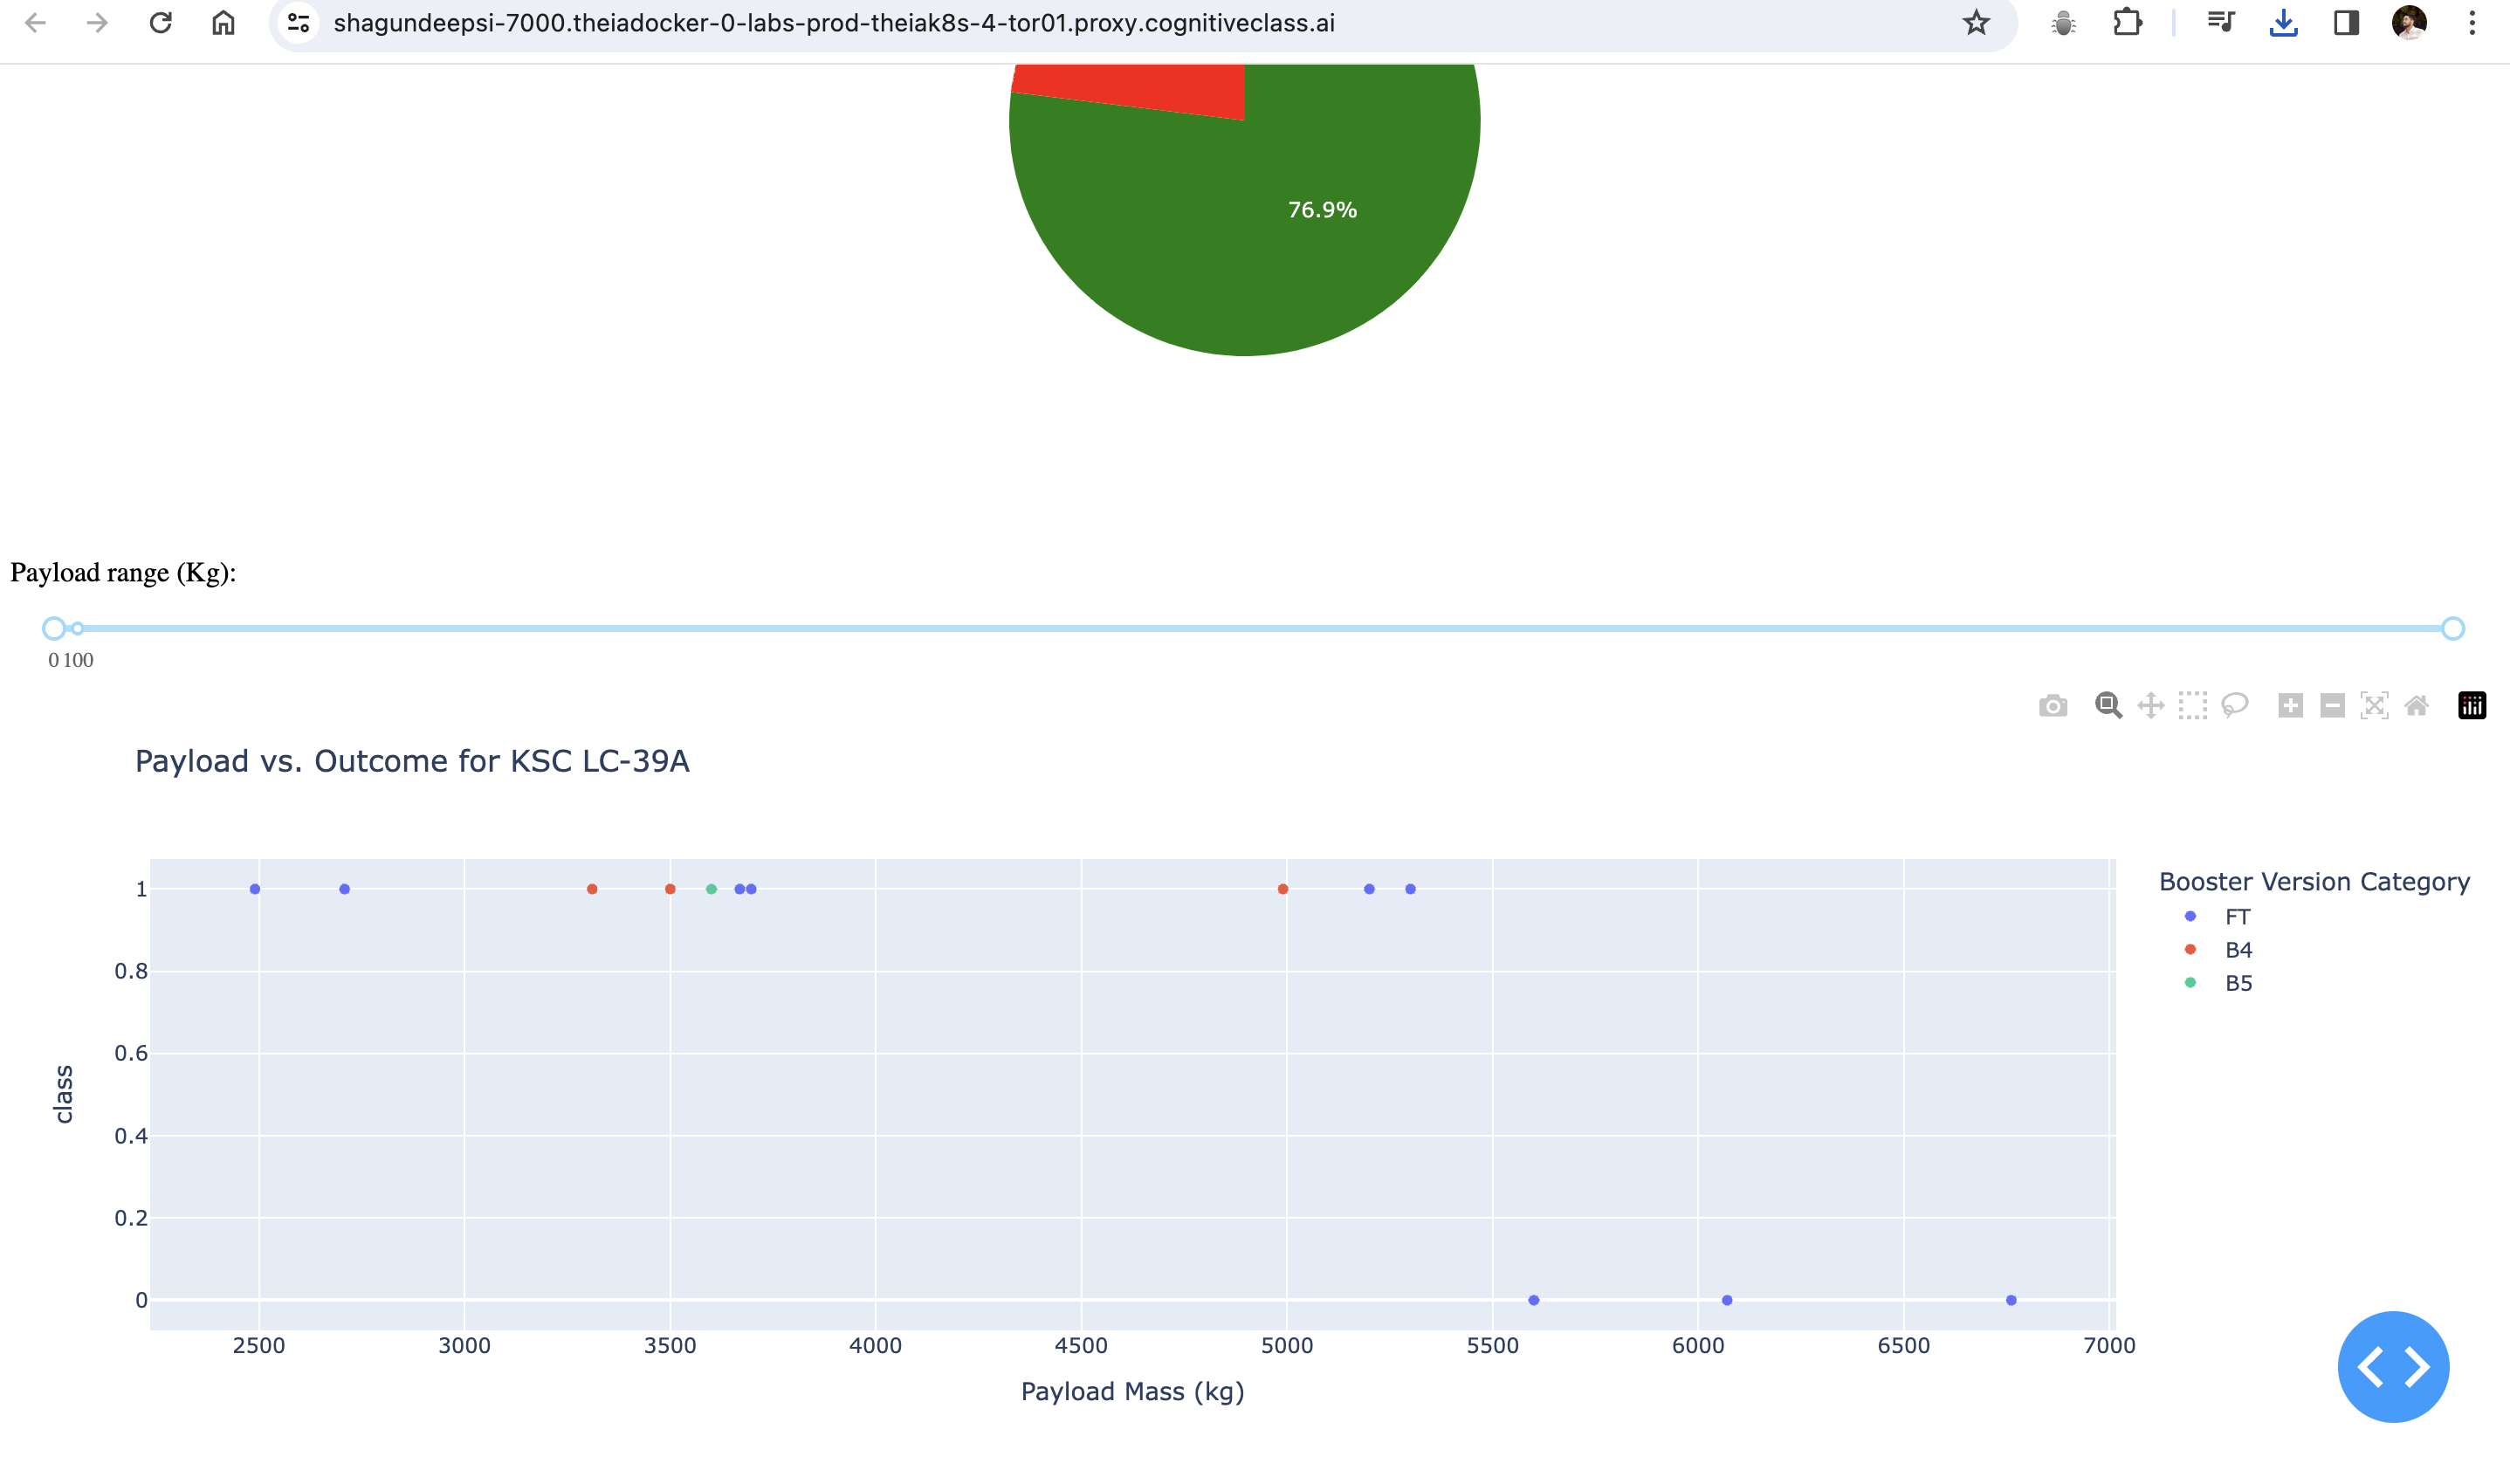 shagundeepsi-7000.theiadocker-0-labs-prod-theiak8s-4-tor01.proxy.cognitiveclass.ai
76.9%
Payload range (Kg):
0 100
Payload vs. Outcome for KSC LC-39A
Booster Version Category
FT
B4
B5
1
0.8
0.6
0.4
0.2
0
class
2500 3000 3500 4000 4500 5000 5500 6000 6500 7000
Payload Mass (kg)